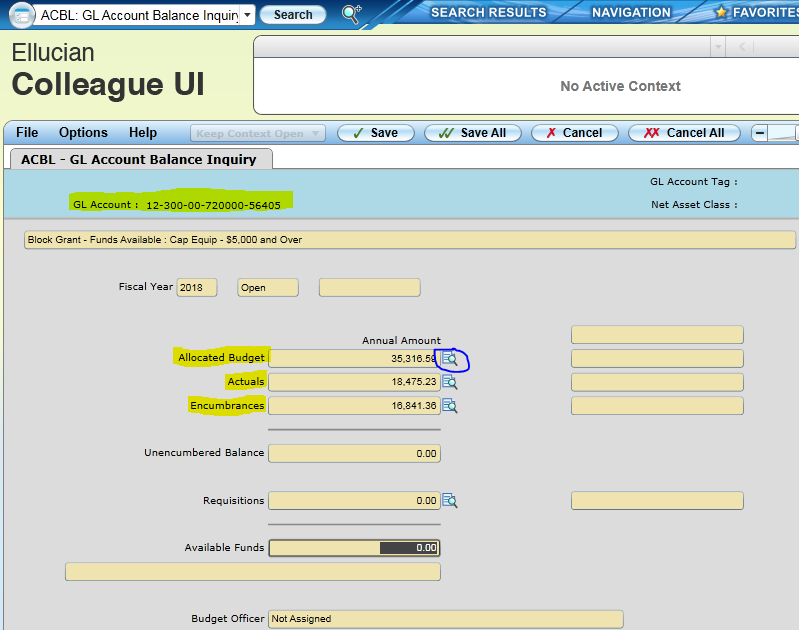 ACBL: GL Account Balance Inquiry Search SEARCH RESULTS NAVIGATION FAVORITES
Ellucian
Colleague UI
No Active Context
File Options Help Keep Context Open Save Save All Cancel Cancel All
ACBL - GL Account Balance Inquiry
GL Account Tag :
GL Account : 12-300-00-720000-56405
Net Asset Class :
Block Grant - Funds Available : Cap Equip - $5,000 and Over
Fiscal Year 2018 Open
Annual Amount
Allocated Budget 35,316.59
Actuals 18,475.23
Encumbrances 16,841.36
Unencumbered Balance 0.00
Requisitions 0.00
Available Funds 0.00
Budget Officer Not Assigned